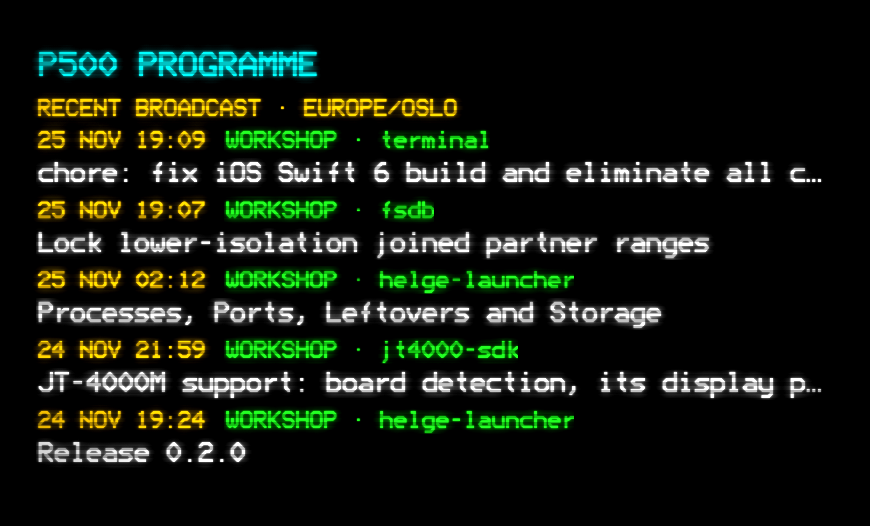 P500 PROGRAMME
RECENT BROADCAST · EUROPE/OSLO
25 NOV 19:09 WORKSHOP · terminal
chore: fix iOS Swift 6 build and eliminate all c…
25 NOV 19:07 WORKSHOP · fsdb
Lock lower-isolation joined partner ranges
25 NOV 02:12 WORKSHOP · helge-launcher
Processes, Ports, Leftovers and Storage
24 NOV 21:59 WORKSHOP · jt4000-sdk
JT-4000M support: board detection, its display p…
24 NOV 19:24 WORKSHOP · helge-launcher
Release 0.2.0